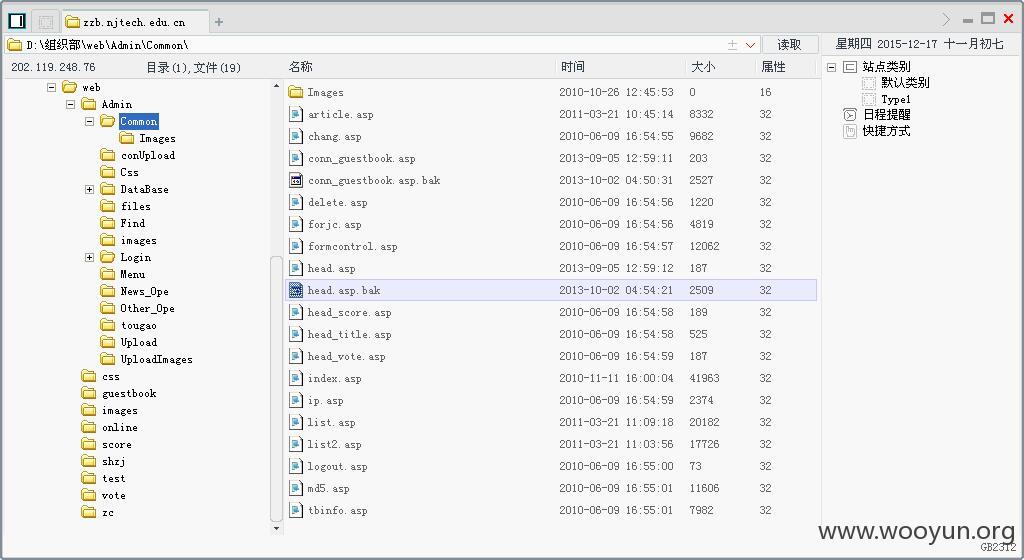 zzb.njtech.edu.cn
D:\组织部\web\Admin\Common\ 读取 星期四 2015-12-17 十一月初七
202.119.248.76 目录(1),文件(19) 名称 时间 大小 属性
web
Admin
Common
Images
conUpload
Css
DataBase
files
Find
images
Login
Menu
News_Ope
Other_Ope
tougao
Upload
UploadImages
css
guestbook
images
online
score
shzj
test
vote
zc
Images 2010-10-26 12:45:53 0 16
article.asp 2011-03-21 10:45:14 8332 32
chang.asp 2010-06-09 16:54:55 9682 32
conn_guestbook.asp 2013-09-05 12:59:11 203 32
conn_guestbook.asp.bak 2013-10-02 04:50:31 2527 32
delete.asp 2010-06-09 16:54:56 1220 32
forjc.asp 2010-06-09 16:54:56 4819 32
formcontrol.asp 2010-06-09 16:54:57 12062 32
head.asp 2013-09-05 12:59:12 187 32
head.asp.bak 2013-10-02 04:54:21 2509 32
head_score.asp 2010-06-09 16:54:58 189 32
head_title.asp 2010-06-09 16:54:58 525 32
head_vote.asp 2010-06-09 16:54:59 187 32
index.asp 2010-11-11 16:00:04 41963 32
ip.asp 2010-06-09 16:54:59 2374 32
list.asp 2011-03-21 11:09:18 20182 32
list2.asp 2011-03-21 11:03:56 17726 32
logout.asp 2010-06-09 16:55:00 73 32
md5.asp 2010-06-09 16:55:01 11606 32
tbinfo.asp 2010-06-09 16:55:01 7982 32
站点类别
默认类别
Type1
日程提醒
快捷方式
www.wooyun.org
GB2312